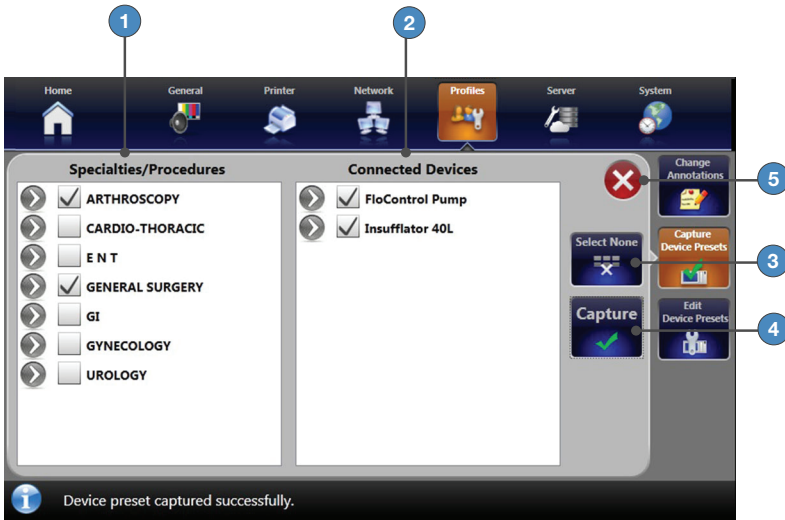 1
2
Home
General
Printer
Network
Profiles
Server
System
Specialties/Procedures
Connected Devices
ARTHROSCOPY
CARDIO-THORACIC
E N T
GENERAL SURGERY
GI
GYNECOLOGY
UROLOGY
FloControl Pump
Insufflator 40L
Select None
Capture
Change
Annotations
Capture
Device Presets
Edit
Device Presets
5
3
4
Device preset captured successfully.